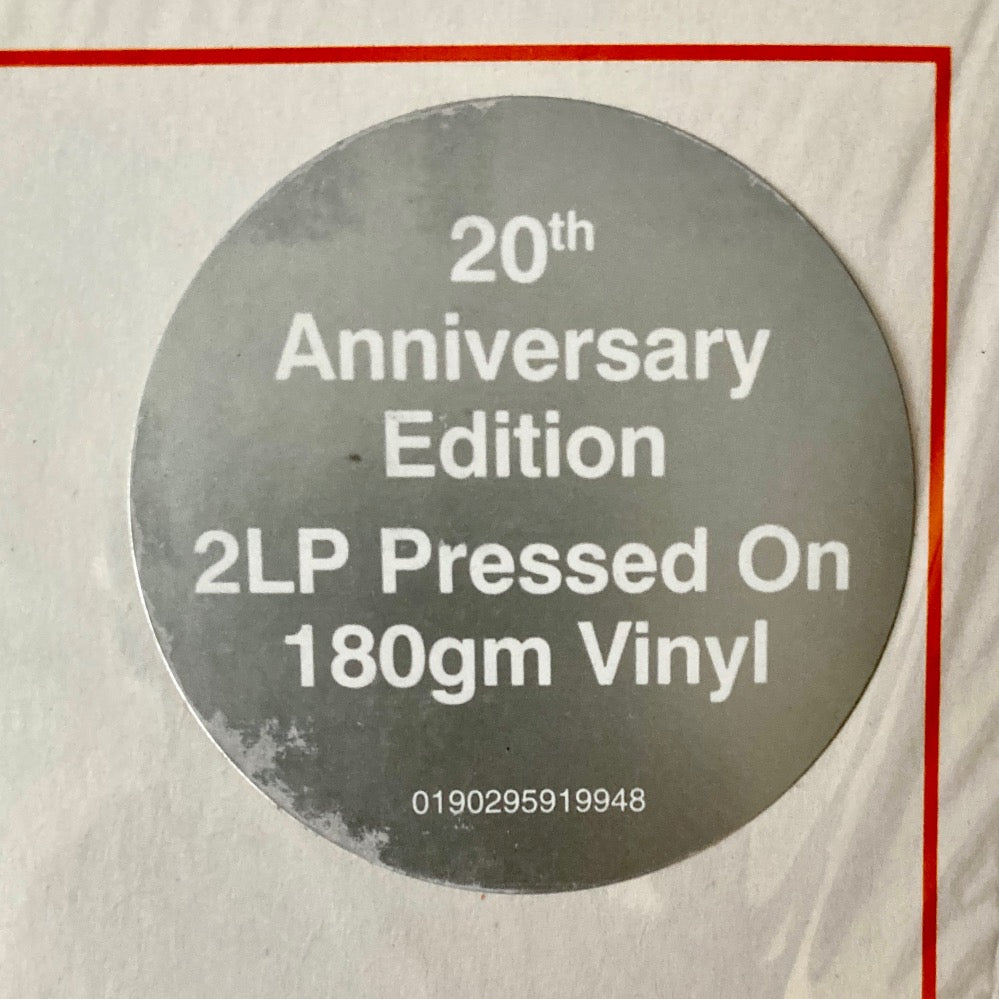 20th
Anniversary
Edition
2LP Pressed On
180gm Vinyl
0190295919948